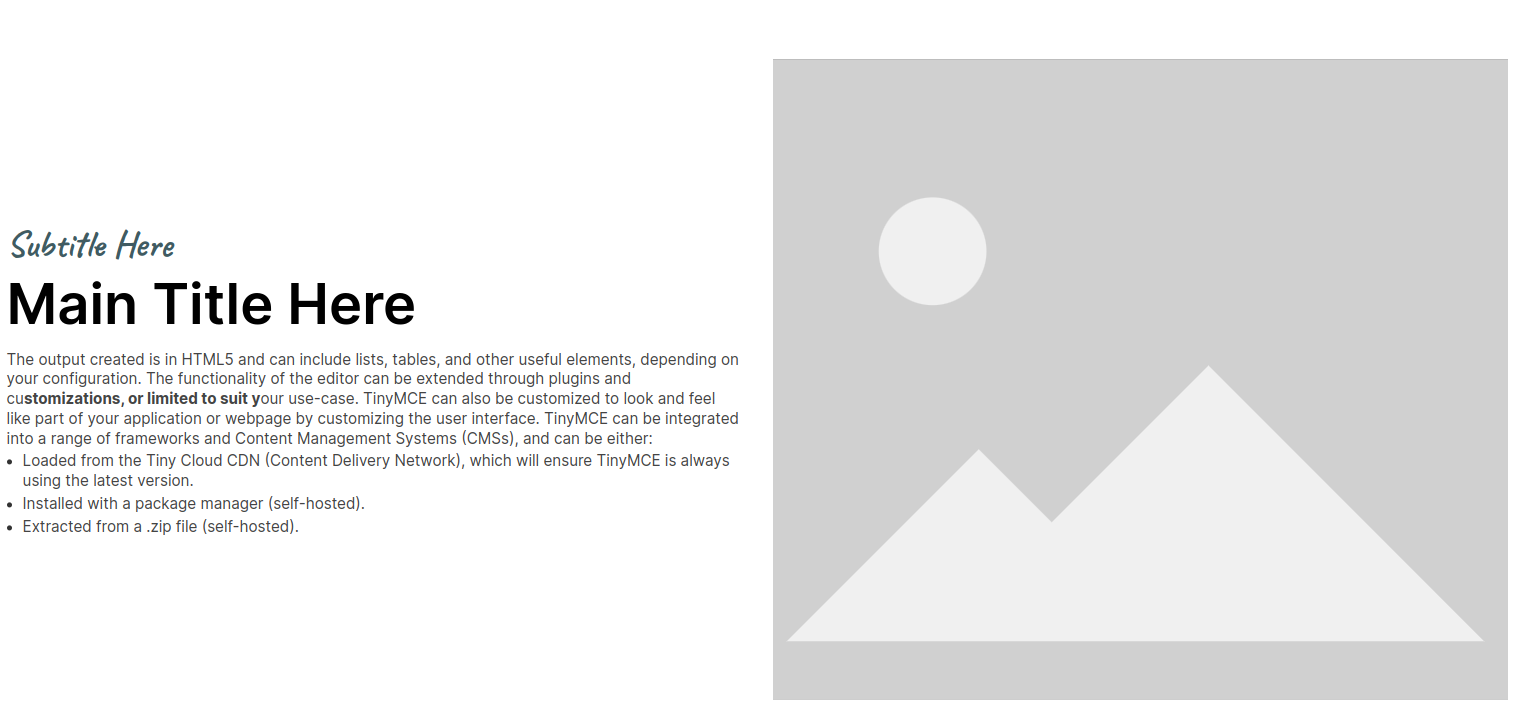 Subtitle Here
Main Title Here
The output created is in HTML5 and can include lists, tables, and other useful elements, depending on
your configuration. The functionality of the editor can be extended through plugins and
customizations, or limited to suit your use-case. TinyMCE can also be customized to look and feel
like part of your application or webpage by customizing the user interface. TinyMCE can be integrated
into a range of frameworks and Content Management Systems (CMSs), and can be either:
• Loaded from the Tiny Cloud CDN (Content Delivery Network), which will ensure TinyMCE is always
using the latest version.
• Installed with a package manager (self-hosted).
• Extracted from a .zip file (self-hosted).